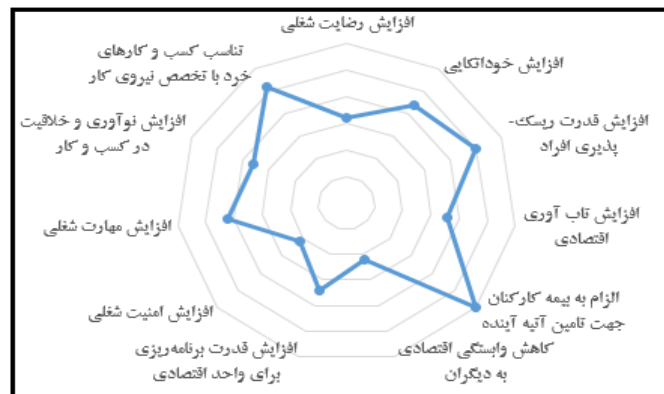 افزایش رضایت شغلی
افزایش خوداتکایی
افزایش قدرت ریسک-
پذیری افراد
افزایش تاب آوری
اقتصادی
الزام به بیمه کارکنان
جهت تامین آتیه آینده
کاهش وابستگی اقتصادی
به دیگران
افزایش قدرت برنامه‌ریزی
برای واحد اقتصادی
افزایش امنیت شغلی
افزایش مهارت شغلی
افزایش نوآوری و خلاقیت
در کسب و کار
تناسب کسب و کارهای
خرد با تخصص نیروی کار